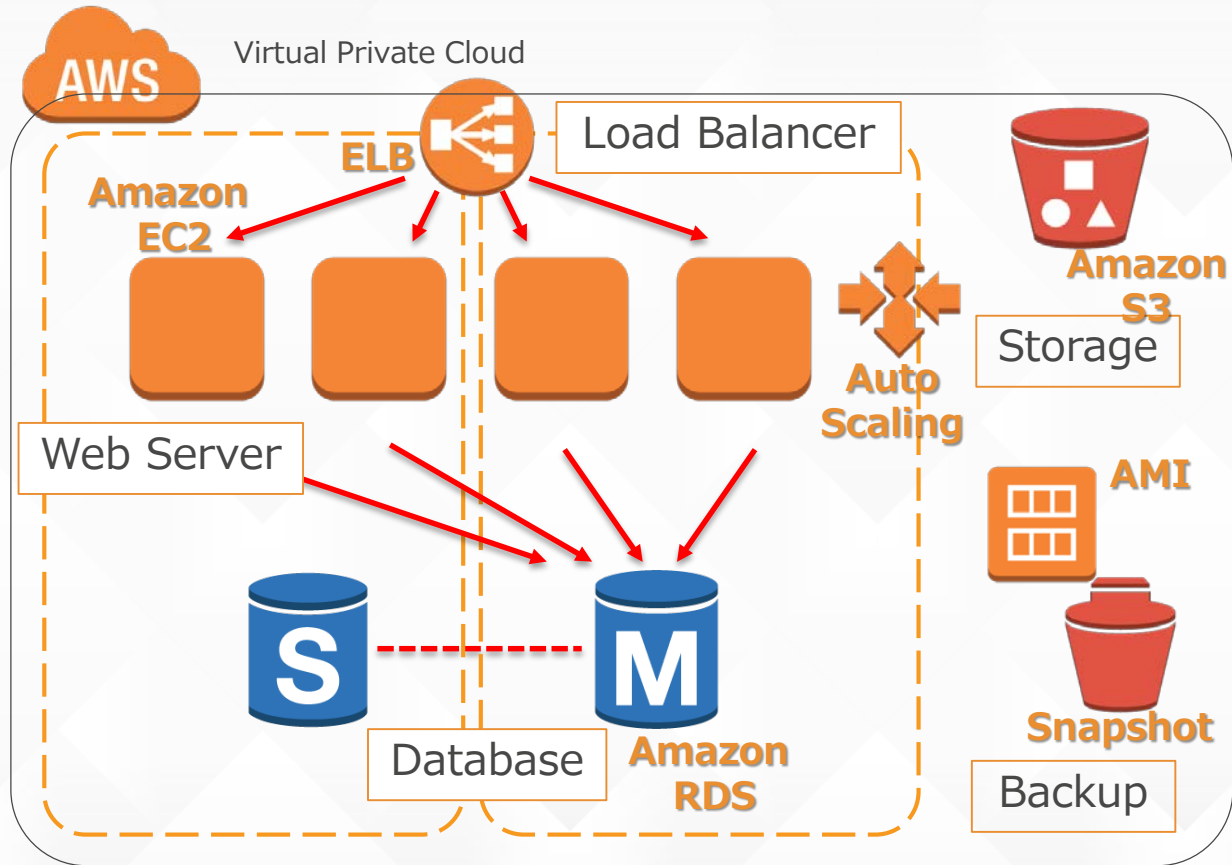 AWS
Virtual Private Cloud
Load Balancer
ELB
Amazon
EC2
Amazon
S3
Storage
Auto
Scaling
Web Server
AMI
S
M
Snapshot
Database
Amazon
RDS
Backup